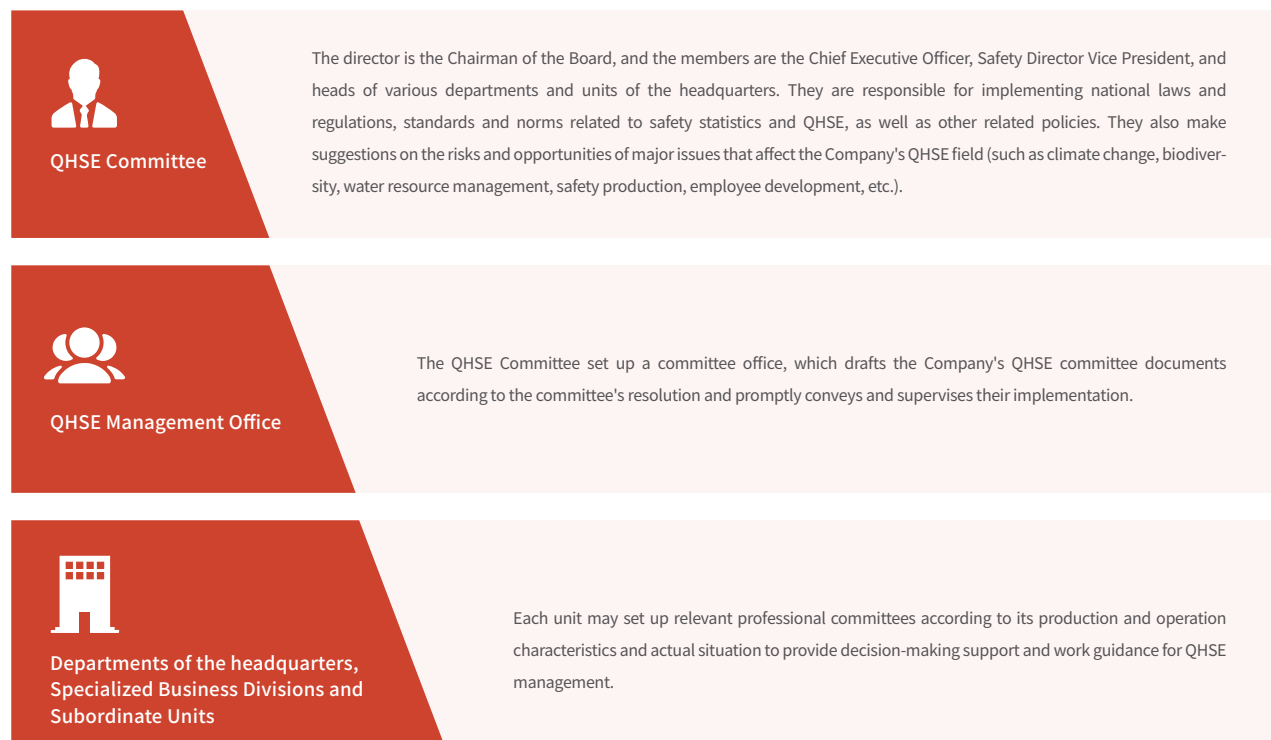 QHSE Committee
The director is the Chairman of the Board, and the members are the Chief Executive Officer, Safety Director Vice President, and
heads of various departments and units of the headquarters. They are responsible for implementing national laws and
regulations, standards and norms related to safety statistics and QHSE, as well as other related policies. They also make
suggestions on the risks and opportunities of major issues that affect the Company's QHSE field (such as climate change, biodiver-
sity, water resource management, safety production, employee development, etc.).
QHSE Management Office
The QHSE Committee set up a committee office, which drafts the Company's QHSE committee documents
according to the committee's resolution and promptly conveys and supervises their implementation.
Departments of the headquarters,
Specialized Business Divisions and
Subordinate Units
Each unit may set up relevant professional committees according to its production and operation
characteristics and actual situation to provide decision-making support and work guidance for QHSE
management.